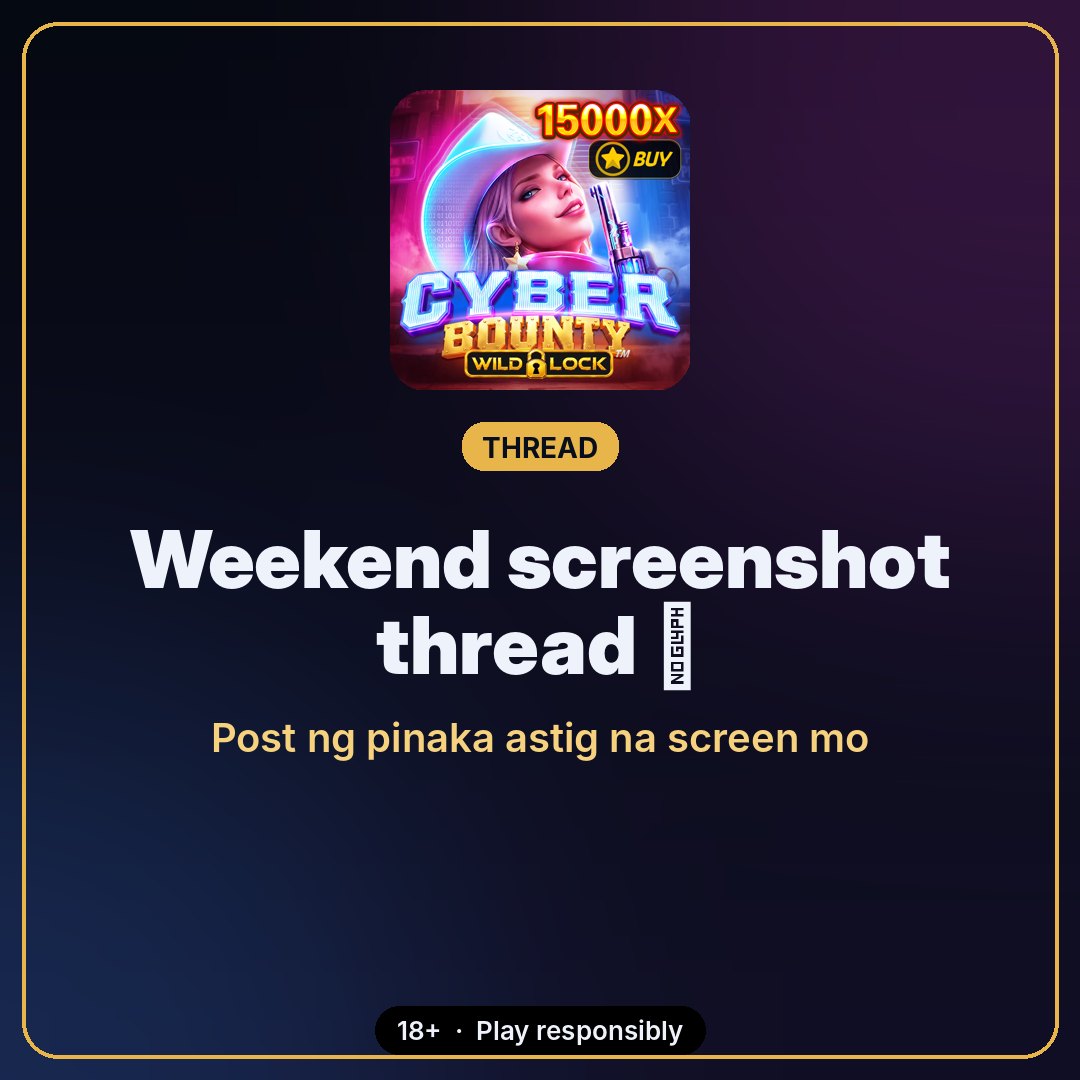 15000X
BUY
CYBER
BOUNTY™
WILD LOCK
THREAD
Weekend screenshot
thread NO GLYPH
Post ng pinaka astig na screen mo
18+ · Play responsibly